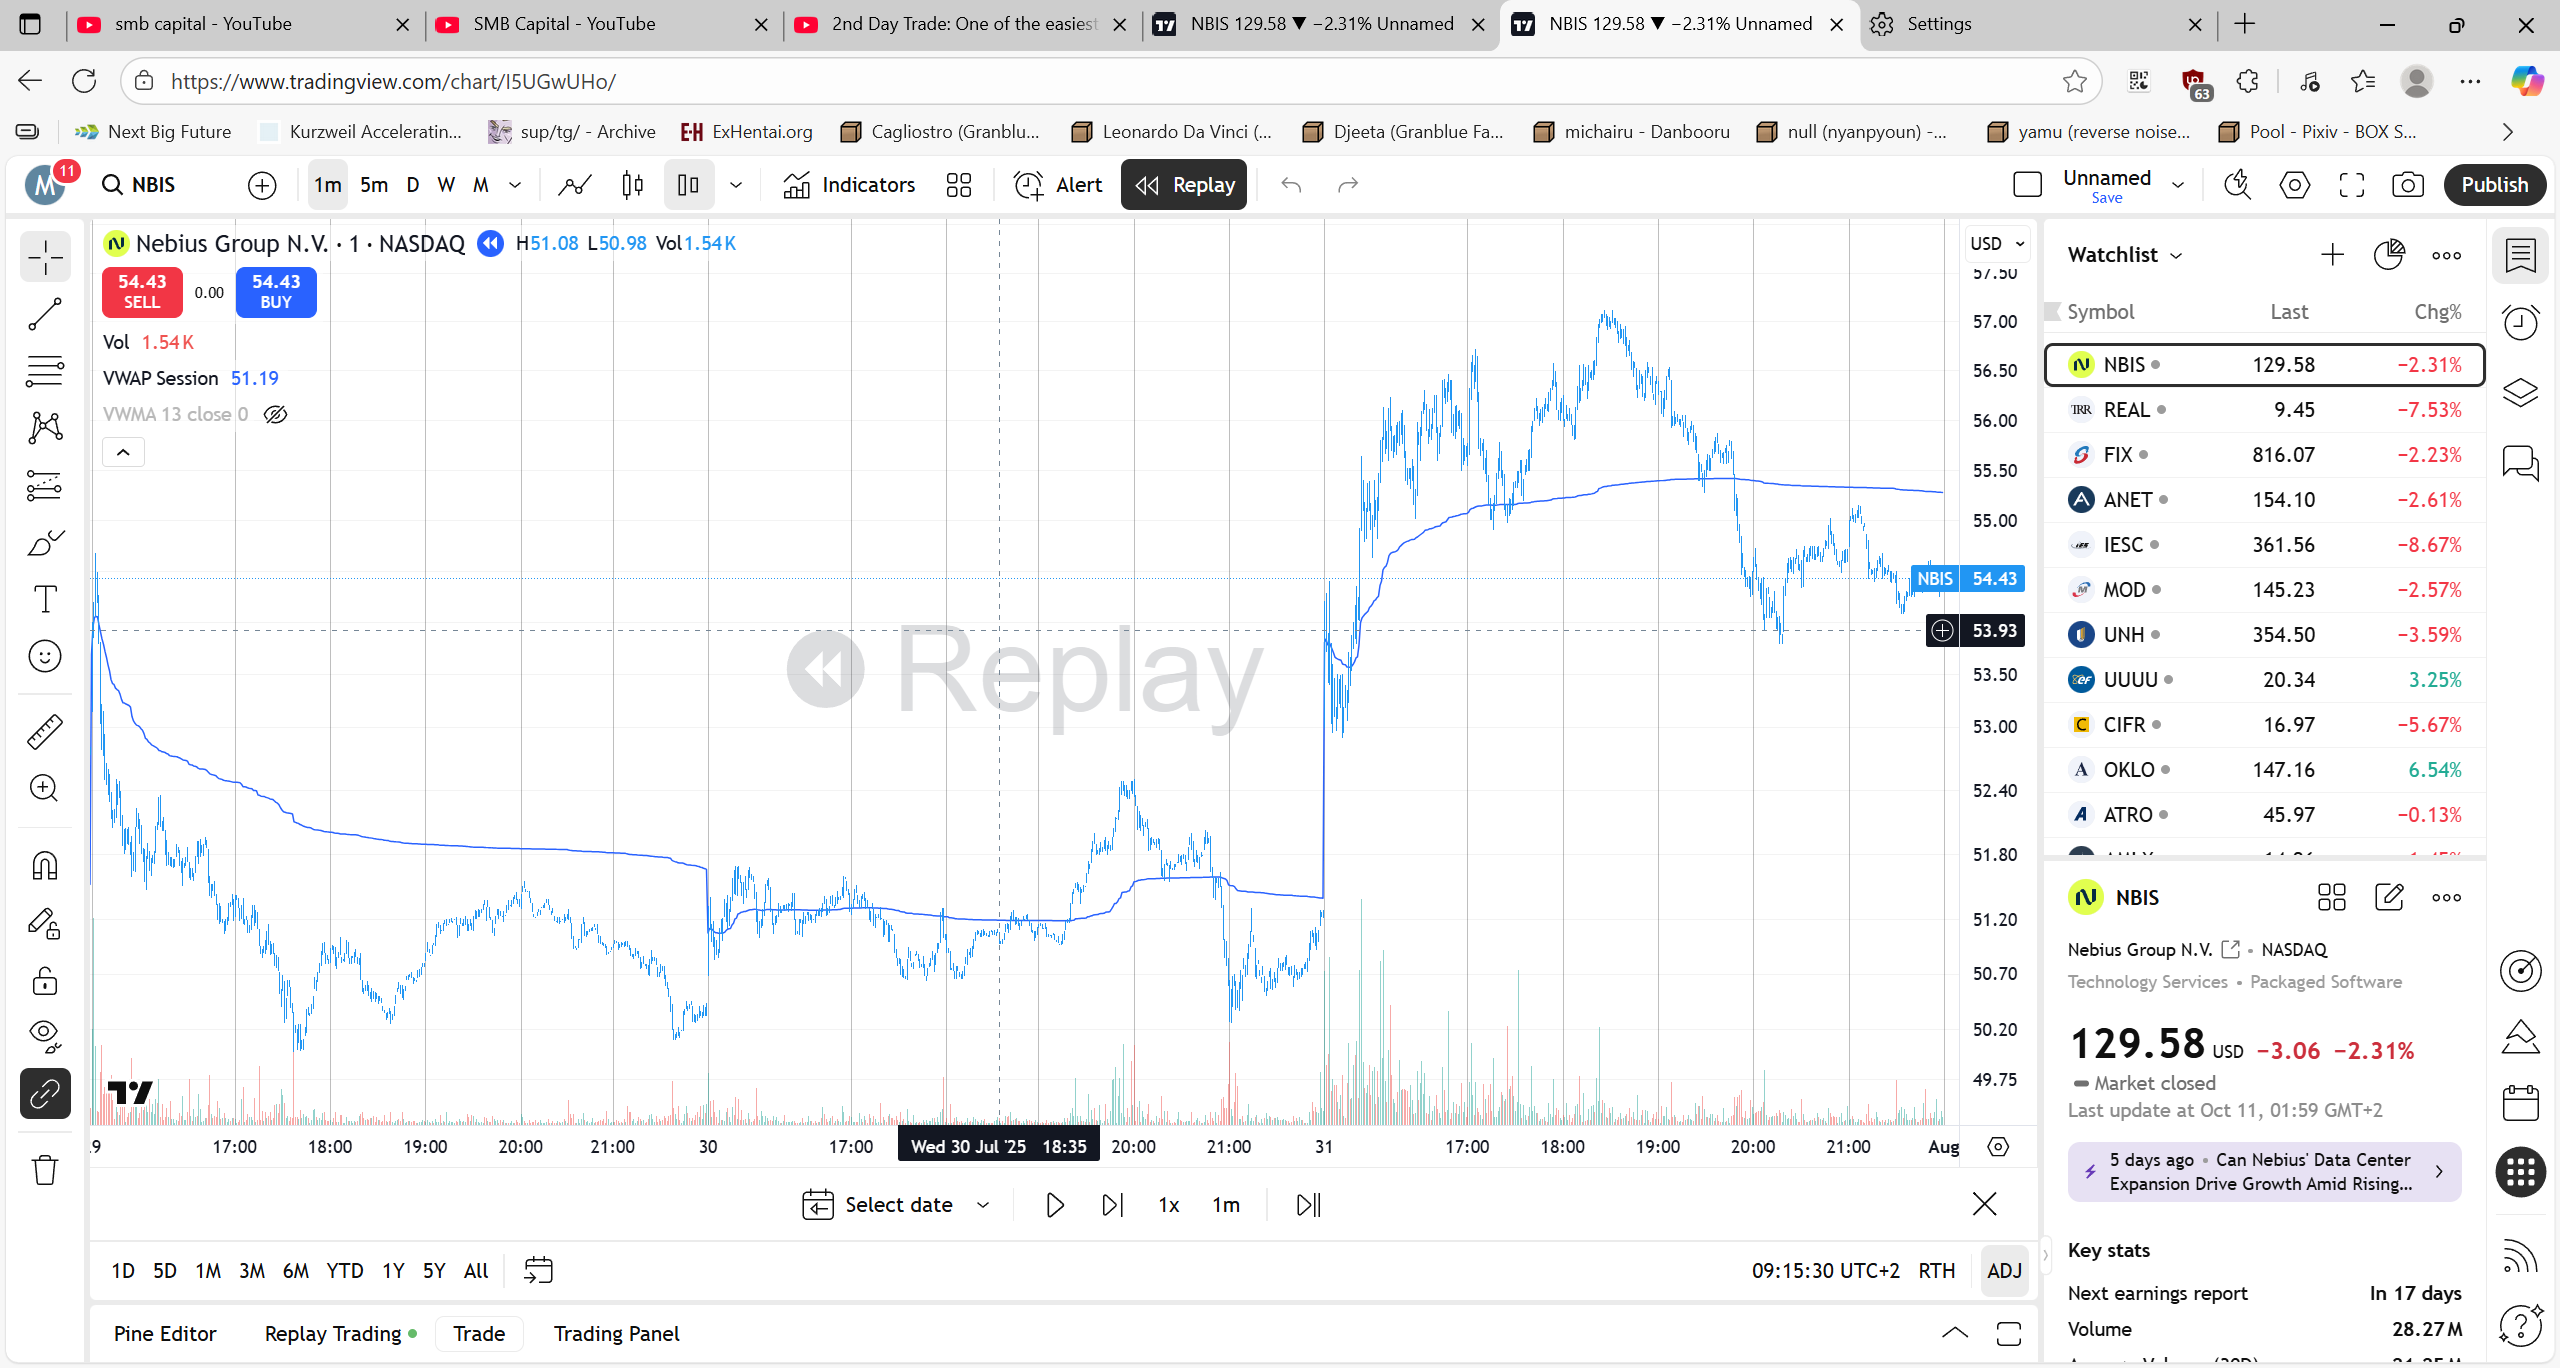 smb capital - YouTube
SMB Capital - YouTube
2nd Day Trade: One of the easiest
NBIS 129.58 ▼ −2.31% Unnamed
NBIS 129.58 ▼ −2.31% Unnamed
Settings
https://www.tradingview.com/chart/I5UGwUHo/
63
Next Big Future
Kurzweil Acceleratin...
sup/tg/ - Archive
E-H ExHentai.org
Cagliostro (Granblu...
Leonardo Da Vinci (...
Djeeta (Granblue Fa...
michairu - Danbooru
null (nyanpyoun) -...
yamu (reverse noise...
Pool - Pixiv - BOX S...
M 11
NBIS
1m 5m D W M
Indicators
Alert
Replay
Unnamed
Save
Publish
Nebius Group N.V. · 1 · NASDAQ
H51.08 L50.98 Vol1.54K
54.43
SELL
0.00
54.43
BUY
Vol 1.54K
VWAP Session 51.19
VWMA 13 close 0
Replay
USD
57.50
57.00
56.50
56.00
55.50
55.00
NBIS 54.43
53.93
53.50
53.00
52.40
51.80
51.20
50.70
50.20
49.75
9 17:00 18:00 19:00 20:00 21:00 30 17:00 Wed 30 Jul '25 18:35 20:00 21:00 31 17:00 18:00 19:00 20:00 21:00 Aug
Select date
1x
1m
1D 5D 1M 3M 6M YTD 1Y 5Y All
09:15:30 UTC+2 RTH ADJ
Pine Editor
Replay Trading
Trade
Trading Panel
Watchlist
Symbol Last Chg%
NBIS 129.58 −2.31%
REAL 9.45 −7.53%
FIX 816.07 −2.23%
ANET 154.10 −2.61%
IESC 361.56 −8.67%
MOD 145.23 −2.57%
UNH 354.50 −3.59%
UUUU 20.34 3.25%
CIFR 16.97 −5.67%
OKLO 147.16 6.54%
ATRO 45.97 −0.13%
NBIS
Nebius Group N.V. • NASDAQ
Technology Services • Packaged Software
129.58 USD −3.06 −2.31%
Market closed
Last update at Oct 11, 01:59 GMT+2
5 days ago • Can Nebius' Data Center
Expansion Drive Growth Amid Rising...
Key stats
Next earnings report In 17 days
Volume 28.27M